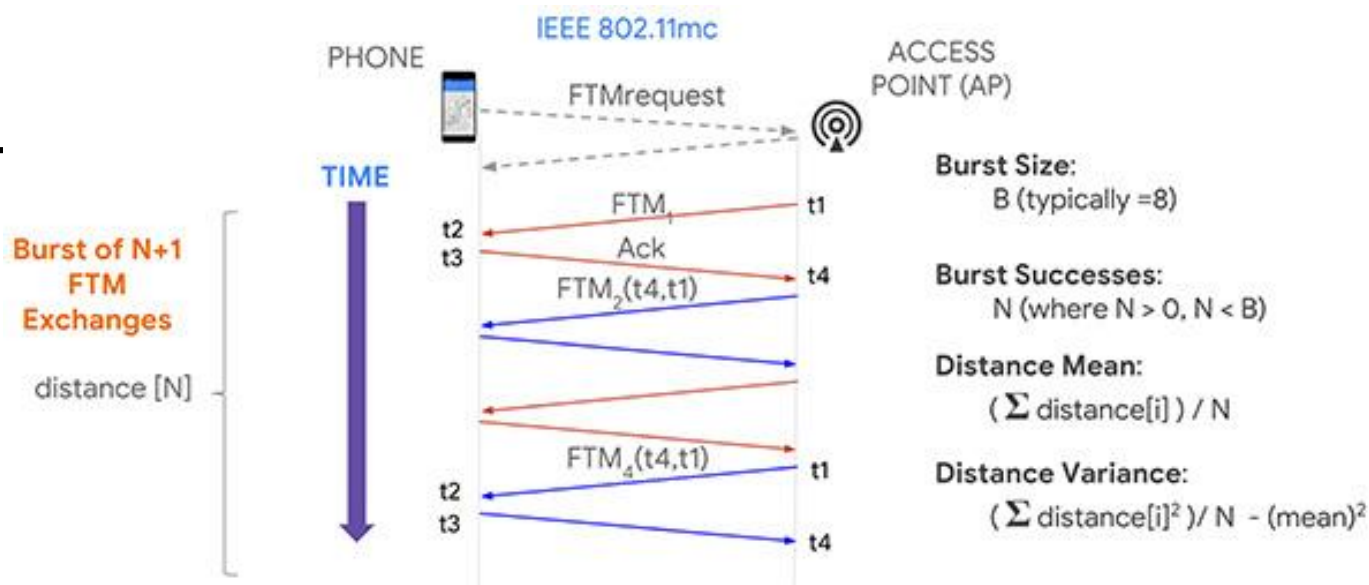 IEEE 802.11mc
PHONE
ACCESS
POINT (AP)
FTMrequest
TIME
Burst of N+1
FTM
Exchanges
distance [N]
t1
FTM₁
t2
t3
Ack
t4
FTM₂(t4,t1)
FTM₄(t4,t1)
t1
t2
t3
t4
Burst Size:
B (typically =8)
Burst Successes:
N (where N > 0, N < B)
Distance Mean:
( Σ distance[i] ) / N
Distance Variance:
( Σ distance[i]² )/ N - (mean)²